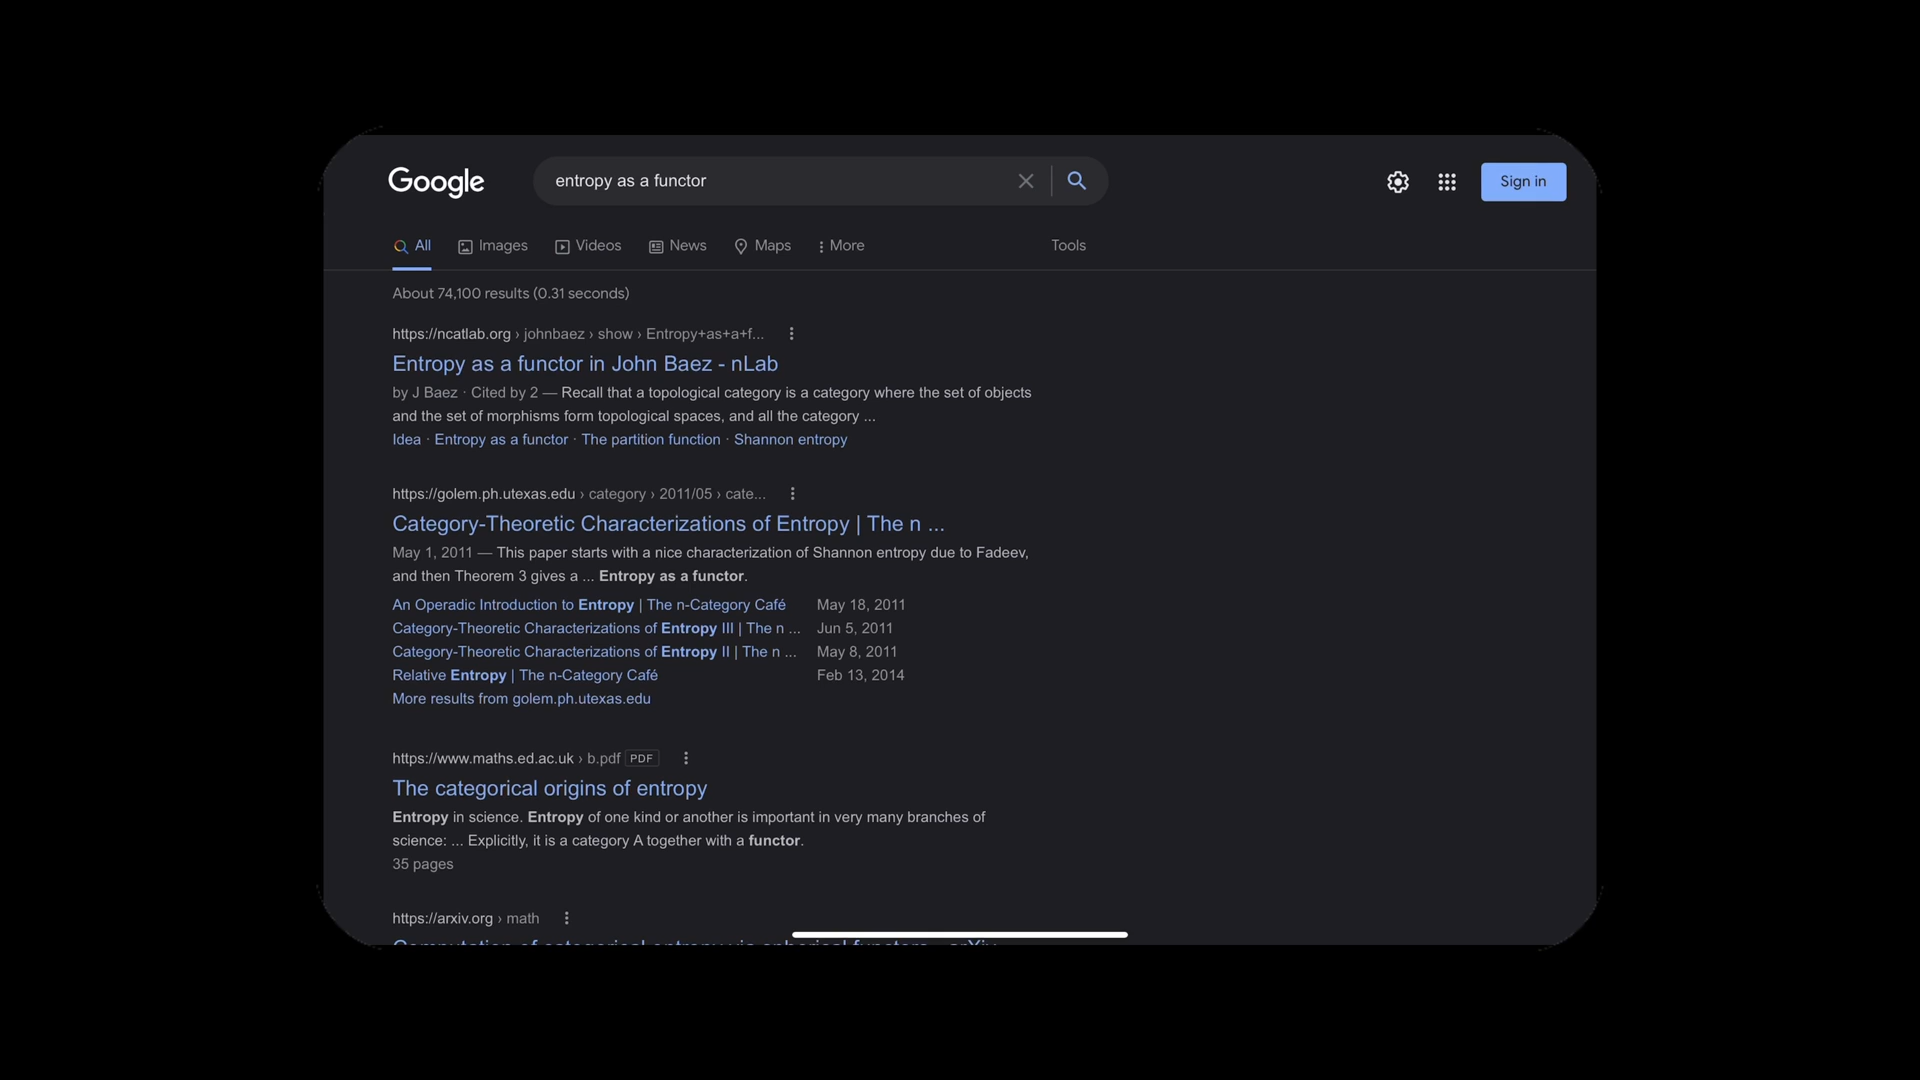 Google
entropy as a functor
Sign in
All
Images
Videos
News
Maps
More
Tools
About 74,100 results (0.31 seconds)
https://ncatlab.org › johnbaez › show › Entropy+as+a+f...
Entropy as a functor in John Baez - nLab
by J Baez · Cited by 2 — Recall that a topological category is a category where the set of objects
and the set of morphisms form topological spaces, and all the category ...
Idea · Entropy as a functor · The partition function · Shannon entropy
https://golem.ph.utexas.edu › category › 2011/05 › cate...
Category-Theoretic Characterizations of Entropy | The n ...
May 1, 2011 — This paper starts with a nice characterization of Shannon entropy due to Fadeev,
and then Theorem 3 gives a ... Entropy as a functor.
An Operadic Introduction to Entropy | The n-Category Café May 18, 2011
Category-Theoretic Characterizations of Entropy III | The n ... Jun 5, 2011
Category-Theoretic Characterizations of Entropy II | The n ... May 8, 2011
Relative Entropy | The n-Category Café Feb 13, 2014
More results from golem.ph.utexas.edu
https://www.maths.ed.ac.uk › b.pdf PDF
The categorical origins of entropy
Entropy in science. Entropy of one kind or another is important in very many branches of
science: ... Explicitly, it is a category A together with a functor.
35 pages
https://arxiv.org › math
Computation of categorical entropy via spherical functors - arXiv